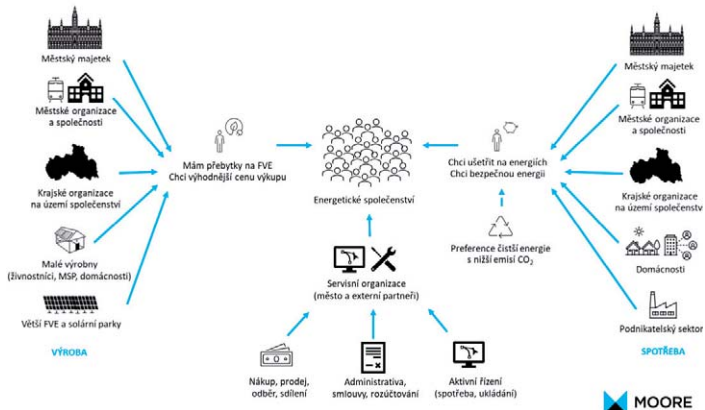 Městský majetek
Městské organizace
a společnosti
Krajské organizace
na území společenství
Malé výrobny
(živnostníci, MSP, domácnosti)
Větší FVE a solární parky
VÝROBA
Mám přebytky na FVE
Chci výhodnější cenu výkupu
Energetické společenství
Servisní organizace
(město a externí partneři)
Nákup, prodej,
odběr, sdílení
Administrativa,
smlouvy, rozúčtování
Aktivní řízení
(spotřeba, ukládání)
Chci ušetřit na energiích
Chci bezpečnou energii
Preference čistší energie
s nižší emisí CO₂
Městský majetek
Městské organizace
a společnosti
Krajské organizace
na území společenství
Domácnosti
Podnikatelský sektor
SPOTŘEBA
MOORE